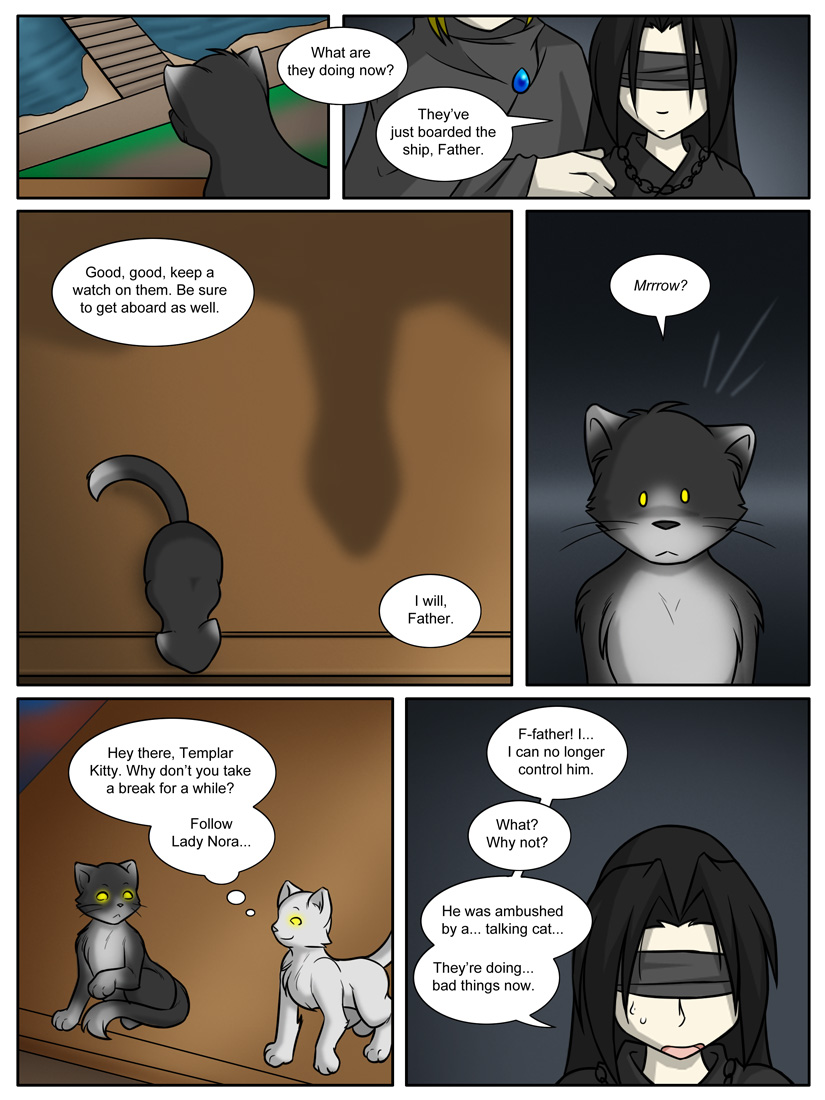 What are
they doing now?
They've
just boarded the
ship, Father.
Good, good, keep a
watch on them. Be sure
to get aboard as well.
I will,
Father.
Mrrrow?
Hey there, Templar
Kitty. Why don't you take
a break for a while?
Follow
Lady Nora...
F-father! I...
I can no longer
control him.
What?
Why not?
He was ambushed
by a... talking cat...
They're doing...
bad things now.